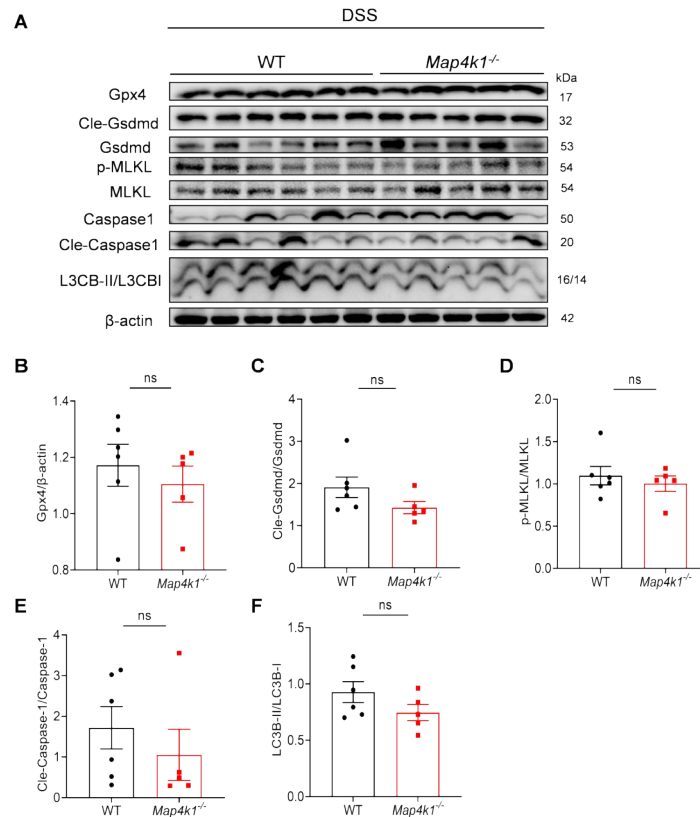 A
DSS
WT Map4k1-/-
kDa
Gpx4 17
Cle-Gsdmd 32
Gsdmd 53
p-MLKL 54
MLKL 54
Caspase1 50
Cle-Caspase1 20
L3CB-II/L3CBI 16/14
β-actin 42
B
ns
Gpx4/β-actin
1.4
1.2
1.0
0.8
WT Map4k1-/-
C
ns
Cle-Gsdmd/Gsdmd
4
3
2
1
0
WT Map4k1-/-
D
ns
p-MLKL/MLKL
2.0
1.5
1.0
0.5
0.0
WT Map4k1-/-
E
ns
Cle-Caspase-1/Caspase-1
4
3
2
1
0
WT Map4k1-/-
F
ns
LC3B-II/LC3B-I
1.5
1.0
0.5
0.0
WT Map4k1-/-